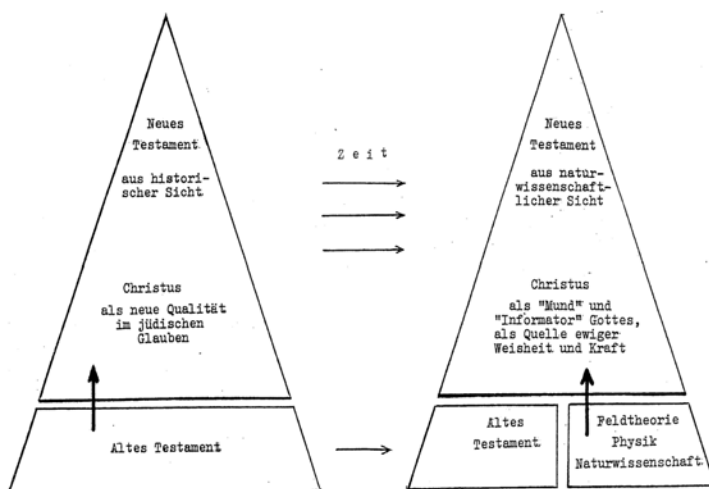 Neues
Testament
aus histori-
scher Sicht
Christus
als neue Qualität
im jüdischen
Glauben
Altes Testament
Zeit
Neues
Testament
aus natur-
wissenschaft-
licher Sicht
Christus
als "Mund" und
"Informator" Gottes,
als Quelle ewiger
Weisheit und Kraft
Altes
Testament
Feldtheorie
Physik
Naturwissenschaft